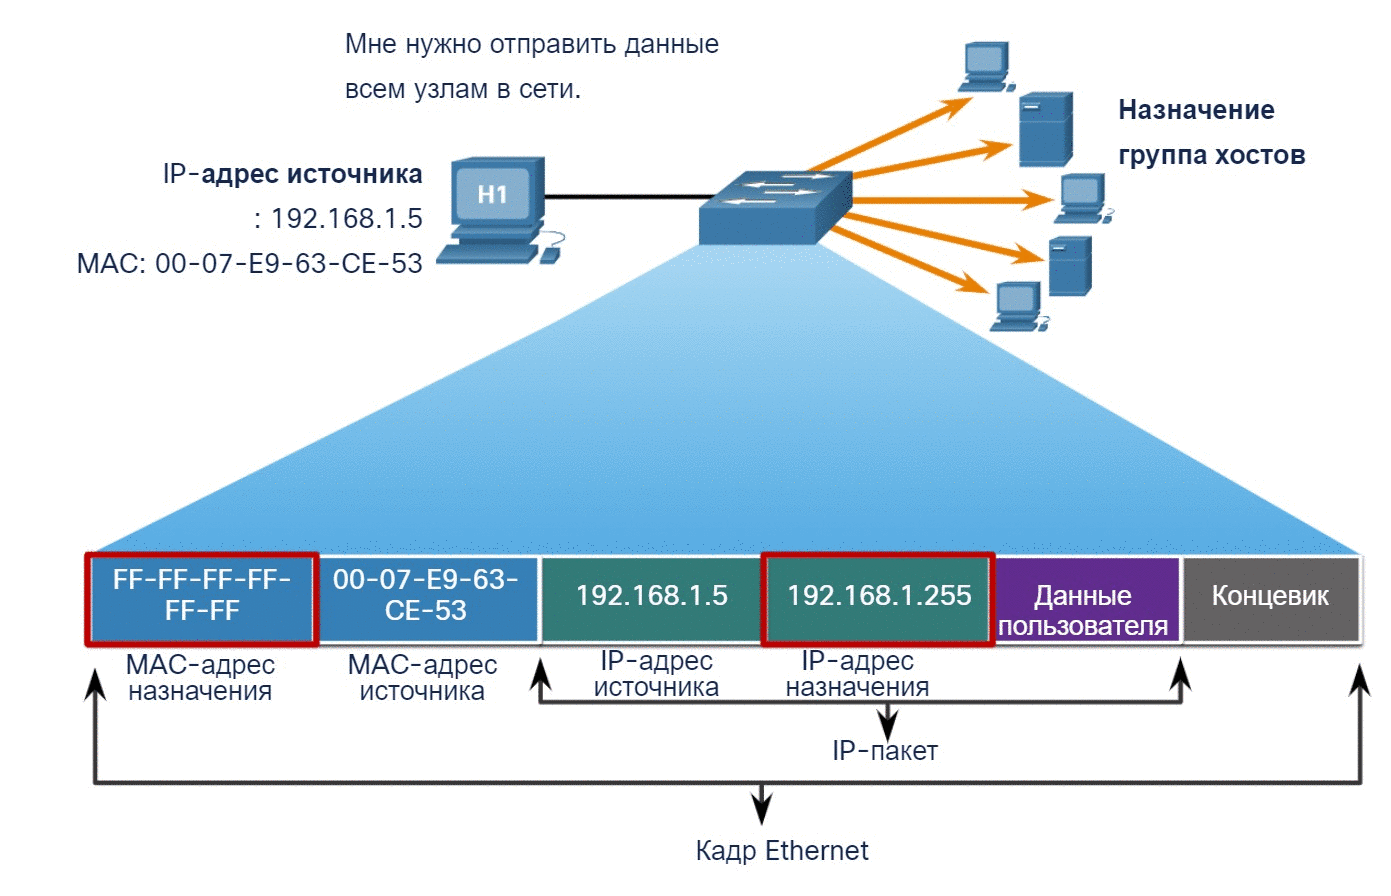 Мне нужно отправить данные
всем узлам в сети.
Назначение
группа хостов
IP-адрес источника
: 192.168.1.5
MAC: 00-07-E9-63-CE-53
H1
FF-FF-FF-FF-
FF-FF
00-07-E9-63-
CE-53
192.168.1.5
192.168.1.255
Данные
пользователя
Концевик
MAC-адрес
назначения
MAC-адрес
источника
IP-адрес
источника
IP-адрес
назначения
IP-пакет
Кадр Ethernet